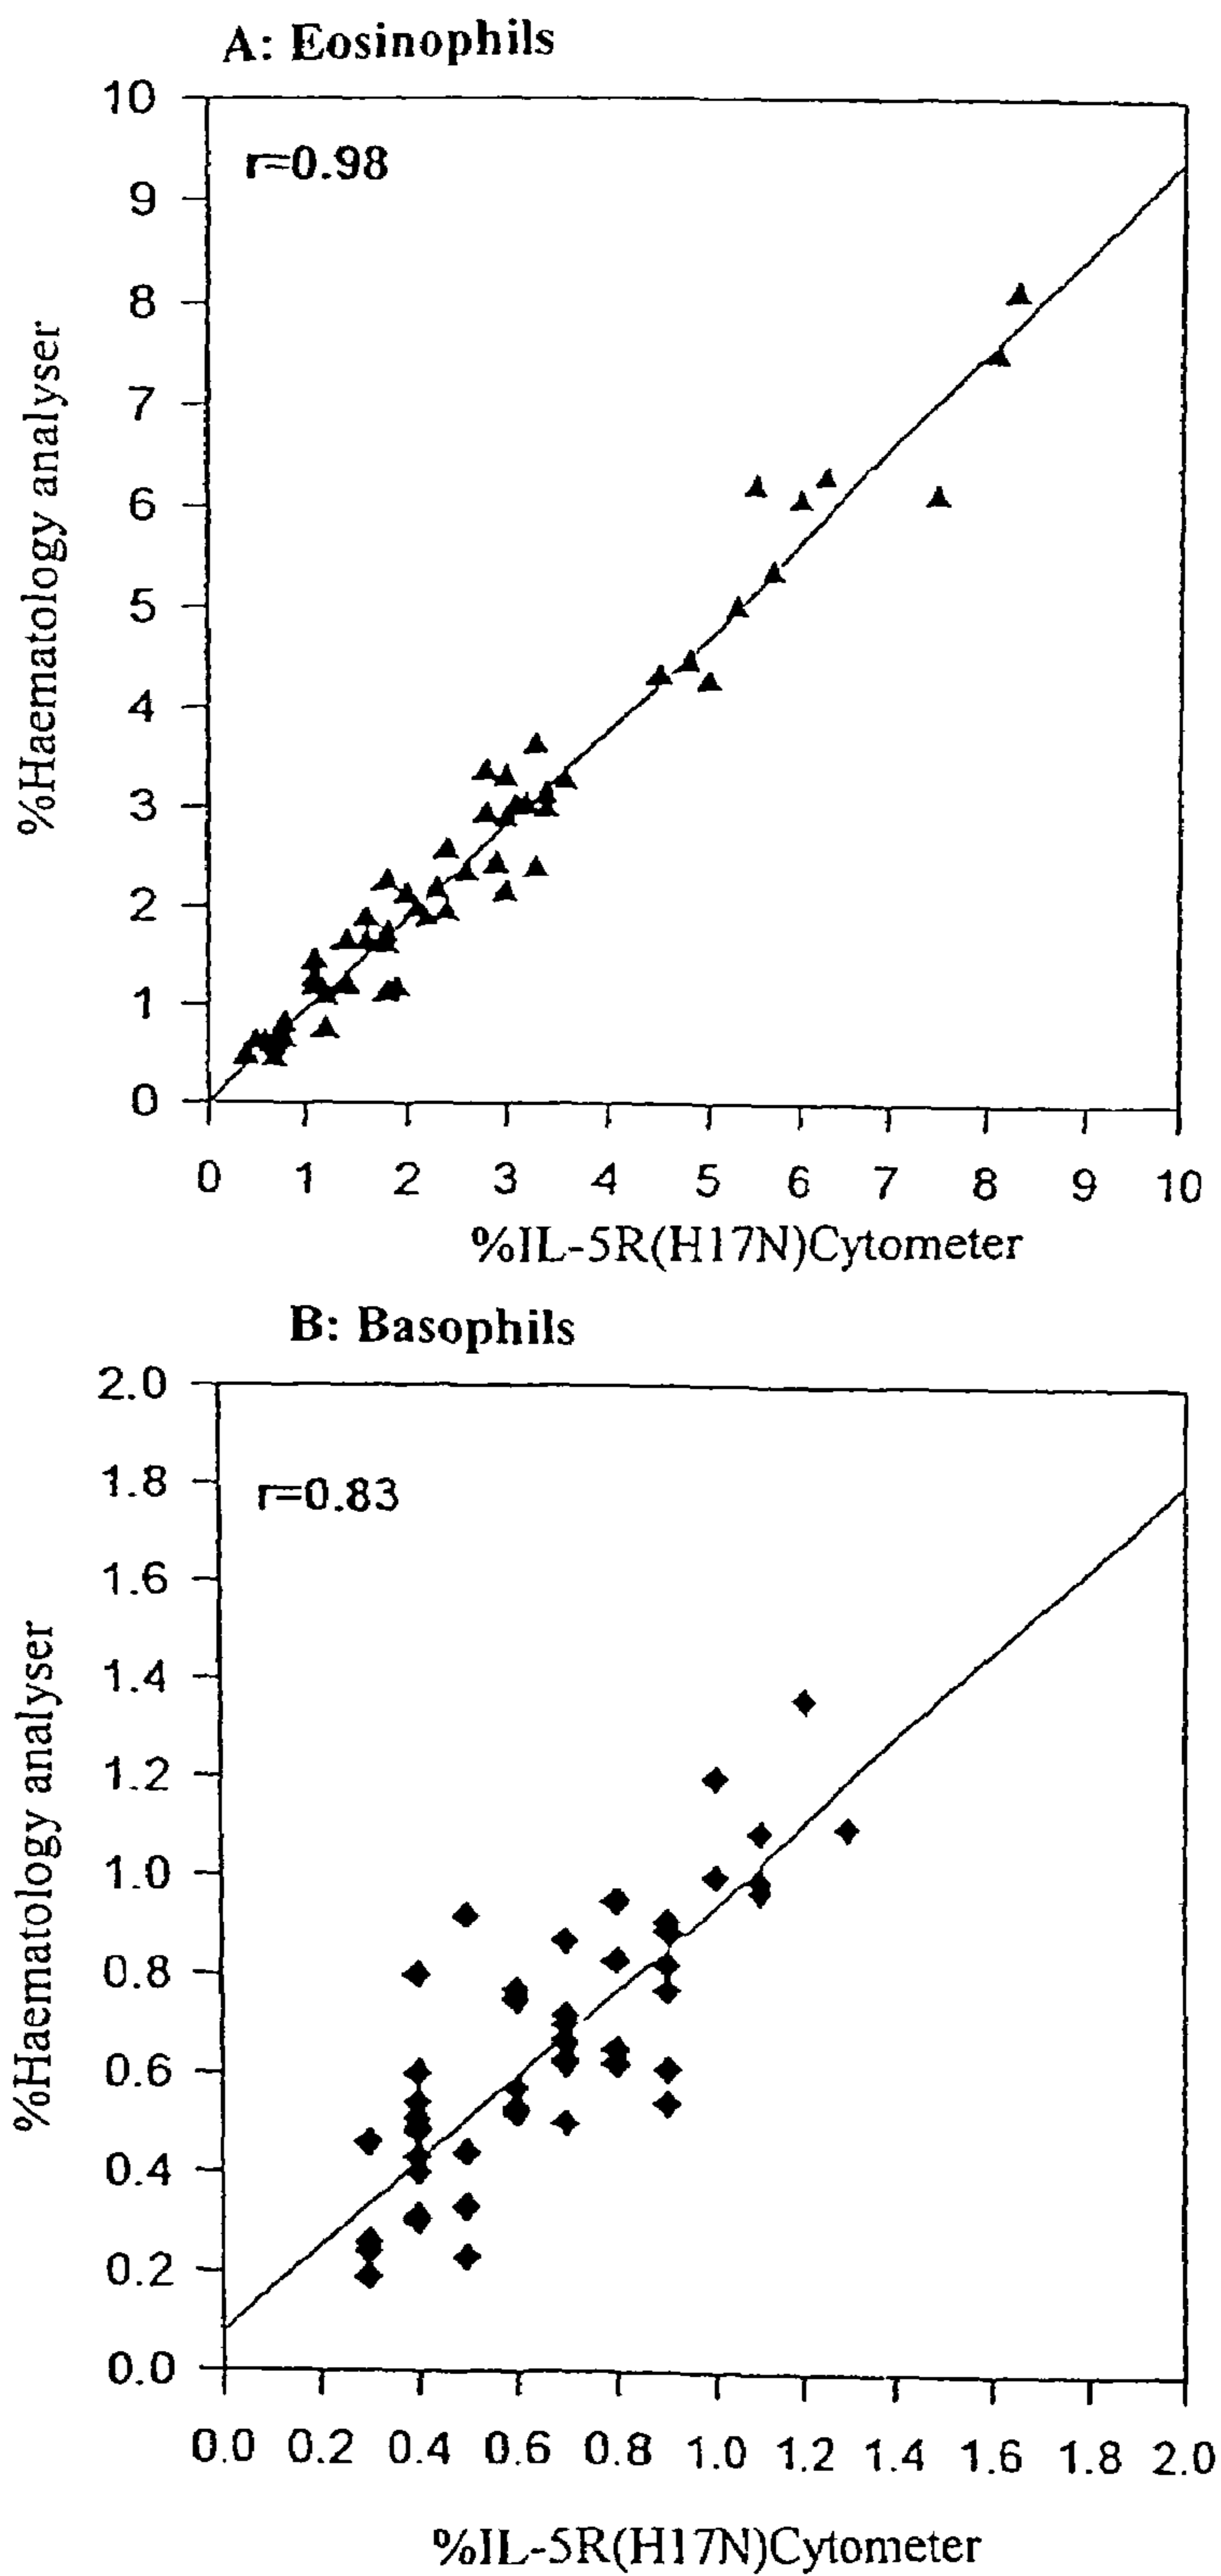 A: Eosinophils
10
r=0.98
9
8
7
6
5
4
3
2
1
0
%Haematology analyser
0 1 2 3 4 5 6 7 8 9 10
%IL-5R(H17N)Cytometer
B: Basophils
2.0
1.8
r=0.83
1.6
1.4
1.2
1.0
0.8
0.6
0.4
0.2
0.0
%Haematology analyser
0.0 0.2 0.4 0.6 0.8 1.0 1.2 1.4 1.6 1.8 2.0
%IL-5R(H17N)Cytometer